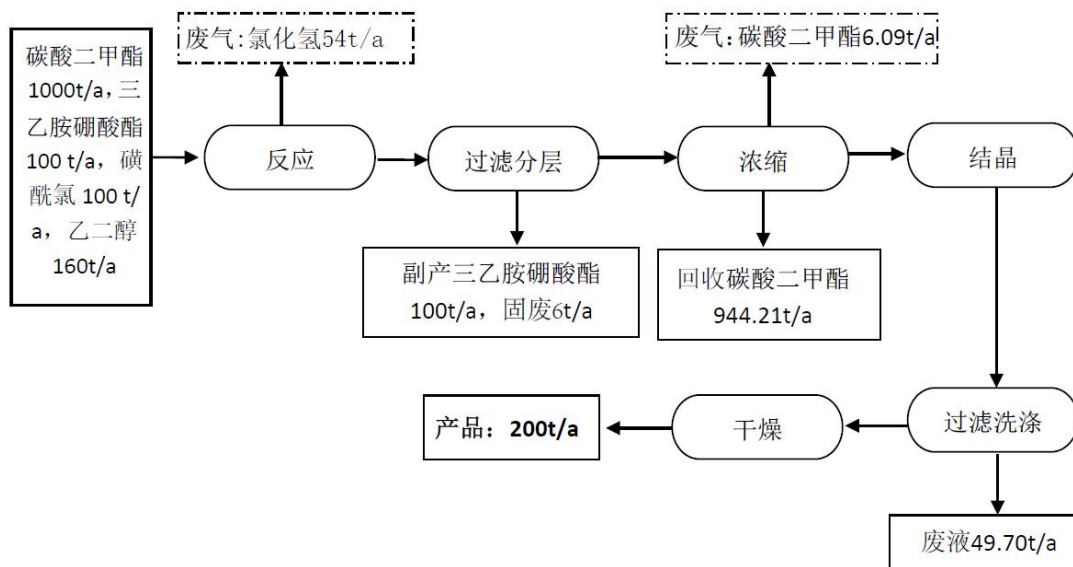 碳酸二甲酯
1000t/a，三
乙胺硼酸酯
100 t/a，磺
酰氯 100 t/
a，乙二醇
160t/a
废气:氯化氢54t/a
废气：碳酸二甲酯6.09t/a
反应
过滤分层
浓缩
结晶
副产三乙胺硼酸酯
100t/a，固废6t/a
回收碳酸二甲酯
944.21t/a
产品：200t/a
干燥
过滤洗涤
废液49.70t/a